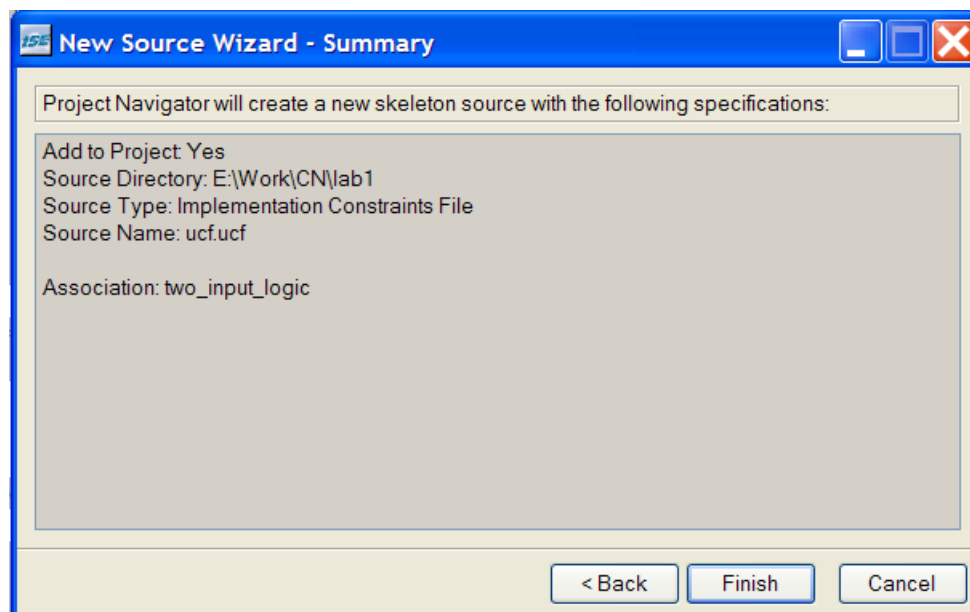 ISE New Source Wizard - Summary
Project Navigator will create a new skeleton source with the following specifications:
Add to Project: Yes
Source Directory: E:\Work\CN\lab1
Source Type: Implementation Constraints File
Source Name: ucf.ucf
Association: two_input_logic
< Back Finish Cancel